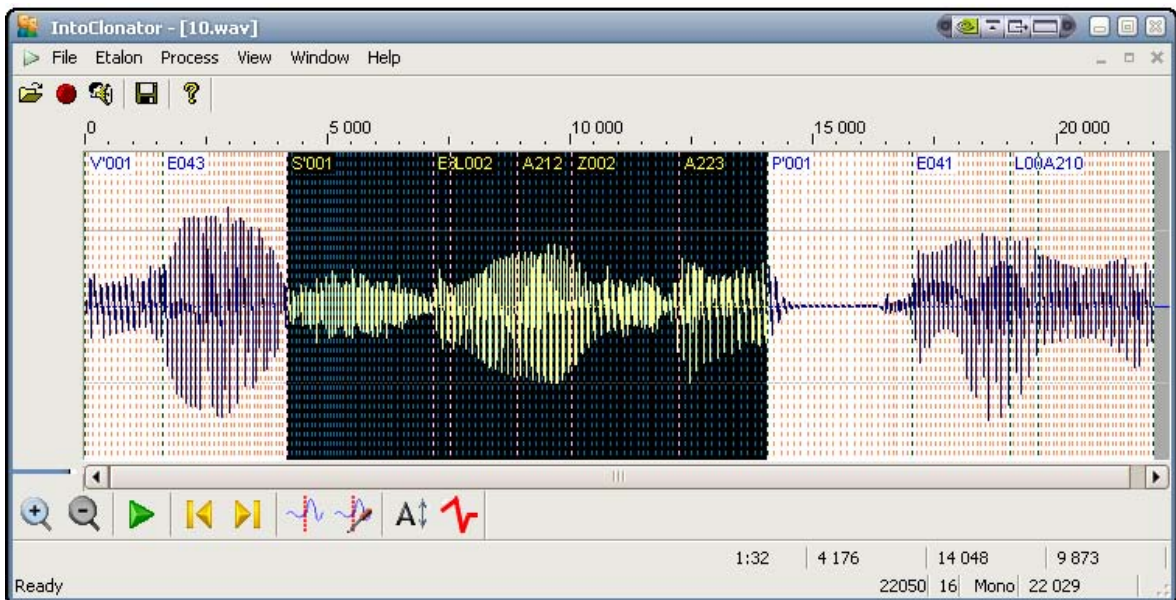 IntoClonator - [10.wav]
File Etalon Process View Window Help
0 5 000 10 000 15 000 20 000
V'001 E043 S'001 L002 A212 Z002 A223 P'001 E041 L00 A210
A
1:32 4 176 14 048 9 873
Ready 22050 16 Mono 22 029